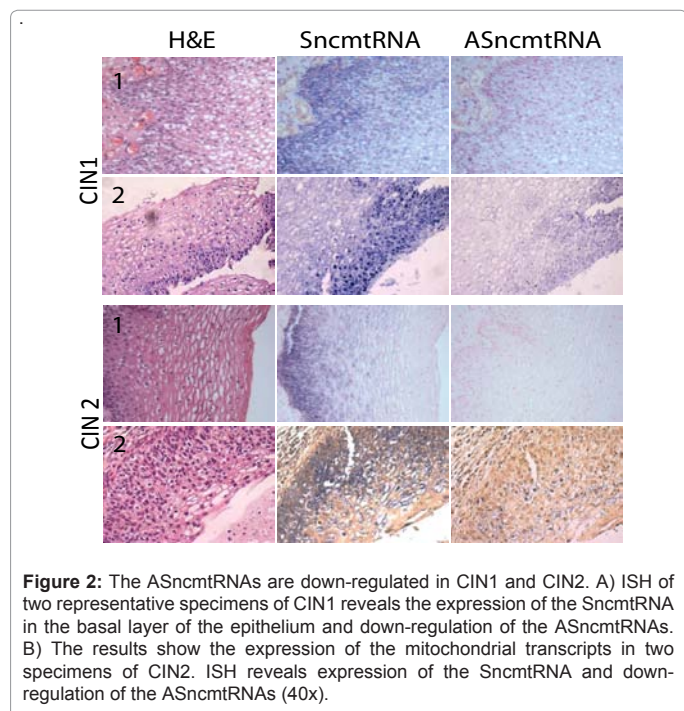 .
H&E SncmtRNA ASncmtRNA
1
CIN1
2
1
CIN 2
2
Figure 2: The ASncmtRNAs are down-regulated in CIN1 and CIN2. A) ISH of
two representative specimens of CIN1 reveals the expression of the SncmtRNA
in the basal layer of the epithelium and down-regulation of the ASncmtRNAs.
B) The results show the expression of the mitochondrial transcripts in two
specimens of CIN2. ISH reveals expression of the SncmtRNA and down-
regulation of the ASncmtRNAs (40x).